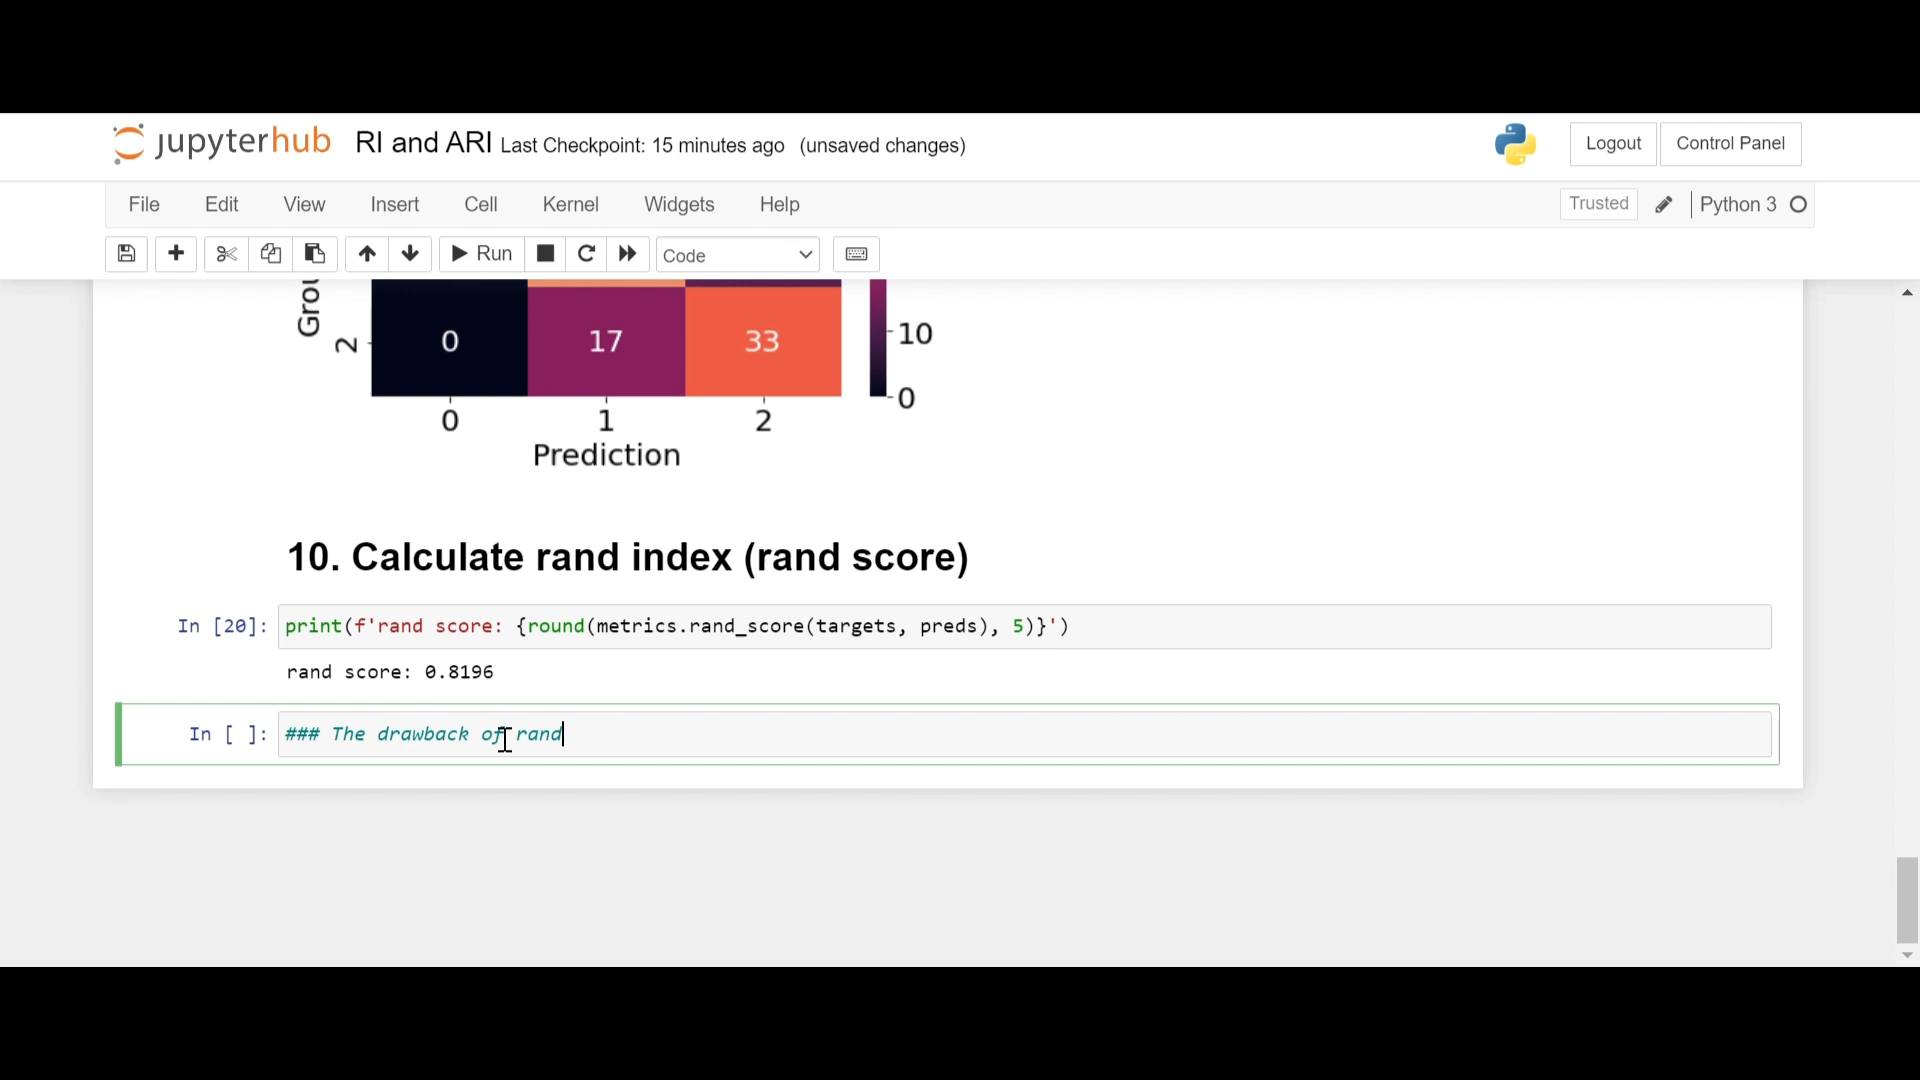 jupyterhub RI and ARI Last Checkpoint: 15 minutes ago (unsaved changes) Logout Control Panel
File Edit View Insert Cell Kernel Widgets Help Trusted Python 3
Run Code
Grou
2 0 17 33 10
0
0 1 2
Prediction
10. Calculate rand index (rand score)
In [20]: print(f'rand score: {round(metrics.rand_score(targets, preds), 5)}')
rand score: 0.8196
In [ ]: ### The drawback of rand